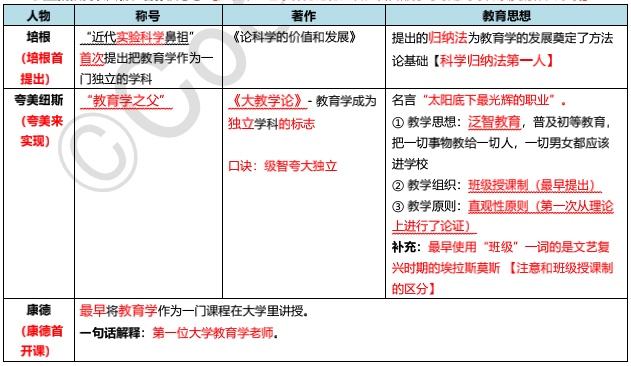 人物 称号 著作 教育思想
培根
（培根首
提出）
“近代实验科学鼻祖”
首次提出把教育学作为一
门独立的学科
《论科学的价值和发展》
提出的归纳法为教育学的发展奠定了方法
论基础【科学归纳法第一人】
夸美纽斯
（夸美来
实现）
“教育学之父”
《大教学论》- 教育学成为
独立学科的标志
口诀：级智夸大独立
名言“太阳底下最光辉的职业”。
① 教学思想：泛智教育，普及初等教育，
把一切事物教给一切人，一切男女都应该
进学校
② 教学组织：班级授课制（最早提出）
③ 教学原则：直观性原则（第一次从理论
上进行了论证）
补充：最早使用“班级”一词的是文艺复
兴时期的埃拉斯莫斯 【注意和班级授课制
的区分】
康德
（康德首
开课）
最早将教育学作为一门课程在大学里讲授。
一句话解释：第一位大学教育学老师。